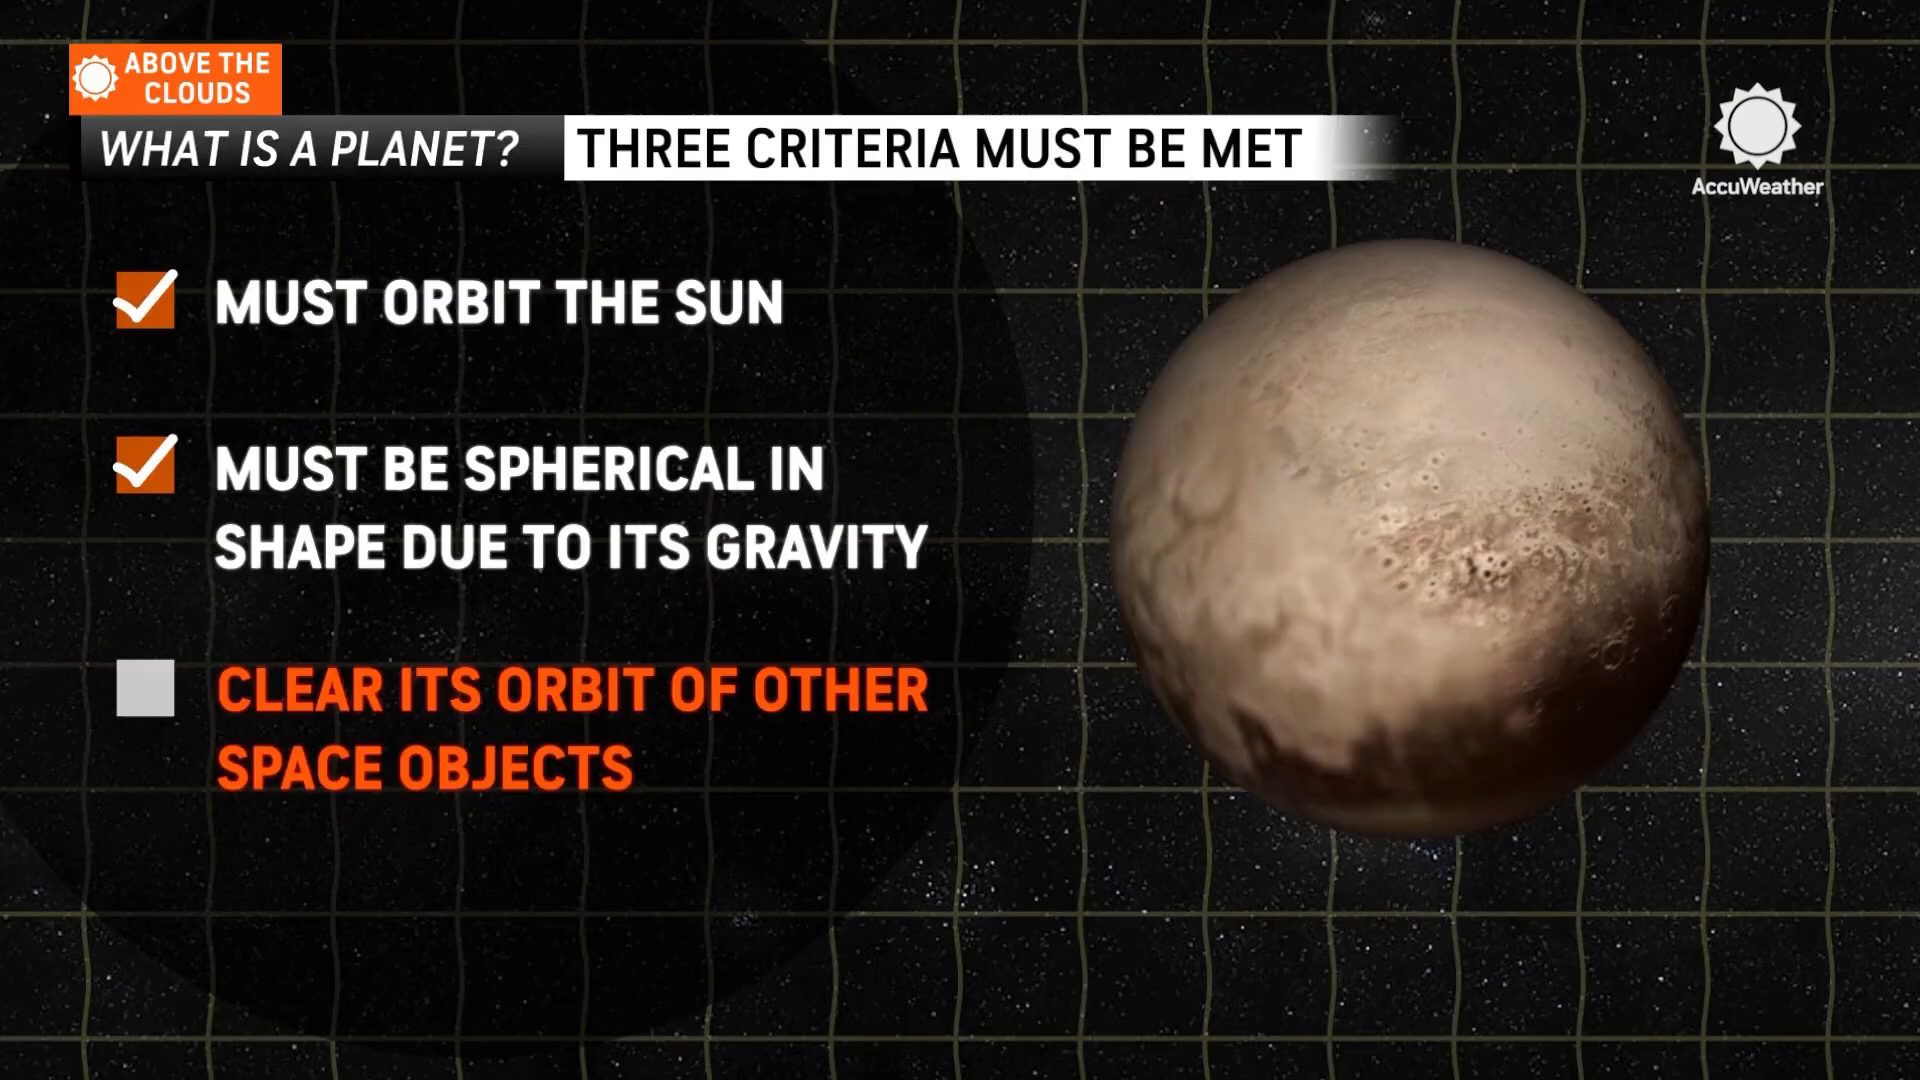 ABOVE THE
CLOUDS
WHAT IS A PLANET? THREE CRITERIA MUST BE MET
AccuWeather
MUST ORBIT THE SUN
MUST BE SPHERICAL IN
SHAPE DUE TO ITS GRAVITY
CLEAR ITS ORBIT OF OTHER
SPACE OBJECTS